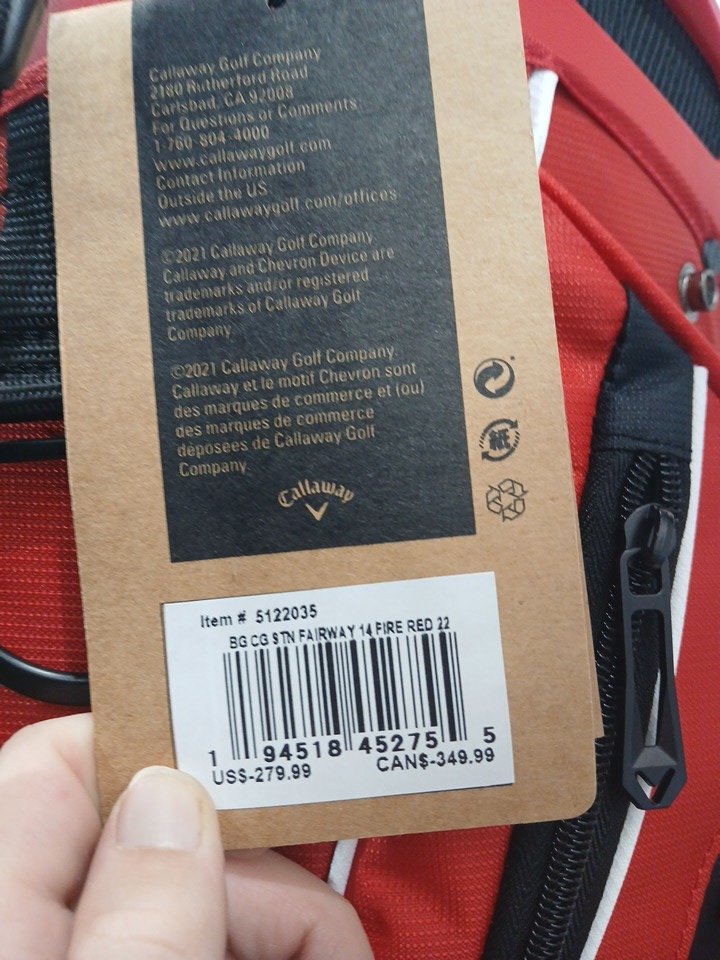 Callaway Golf Company
2180 Rutherford Road
Carlsbad, CA 92008
For Questions or Comments
1-760-804-4000
www.callawaygolf.com
Contact Information
Outside the US
www.callawaygolf.com/offices
©2021 Callaway Golf Company.
Callaway and Chevron Device are
trademarks and/or registered
trademarks of Callaway Golf
Company.
©2021 Callaway Golf Company.
Callaway et le motif Chevron sont
des marques de commerce et (ou)
des marques de commerce
déposées de Callaway Golf
Company.
紙
Callaway
Item # 5122035
BG CG STN FAIRWAY 14 FIRE RED 22
1 94518 45275 5
US$-279.99 CAN$-349.99